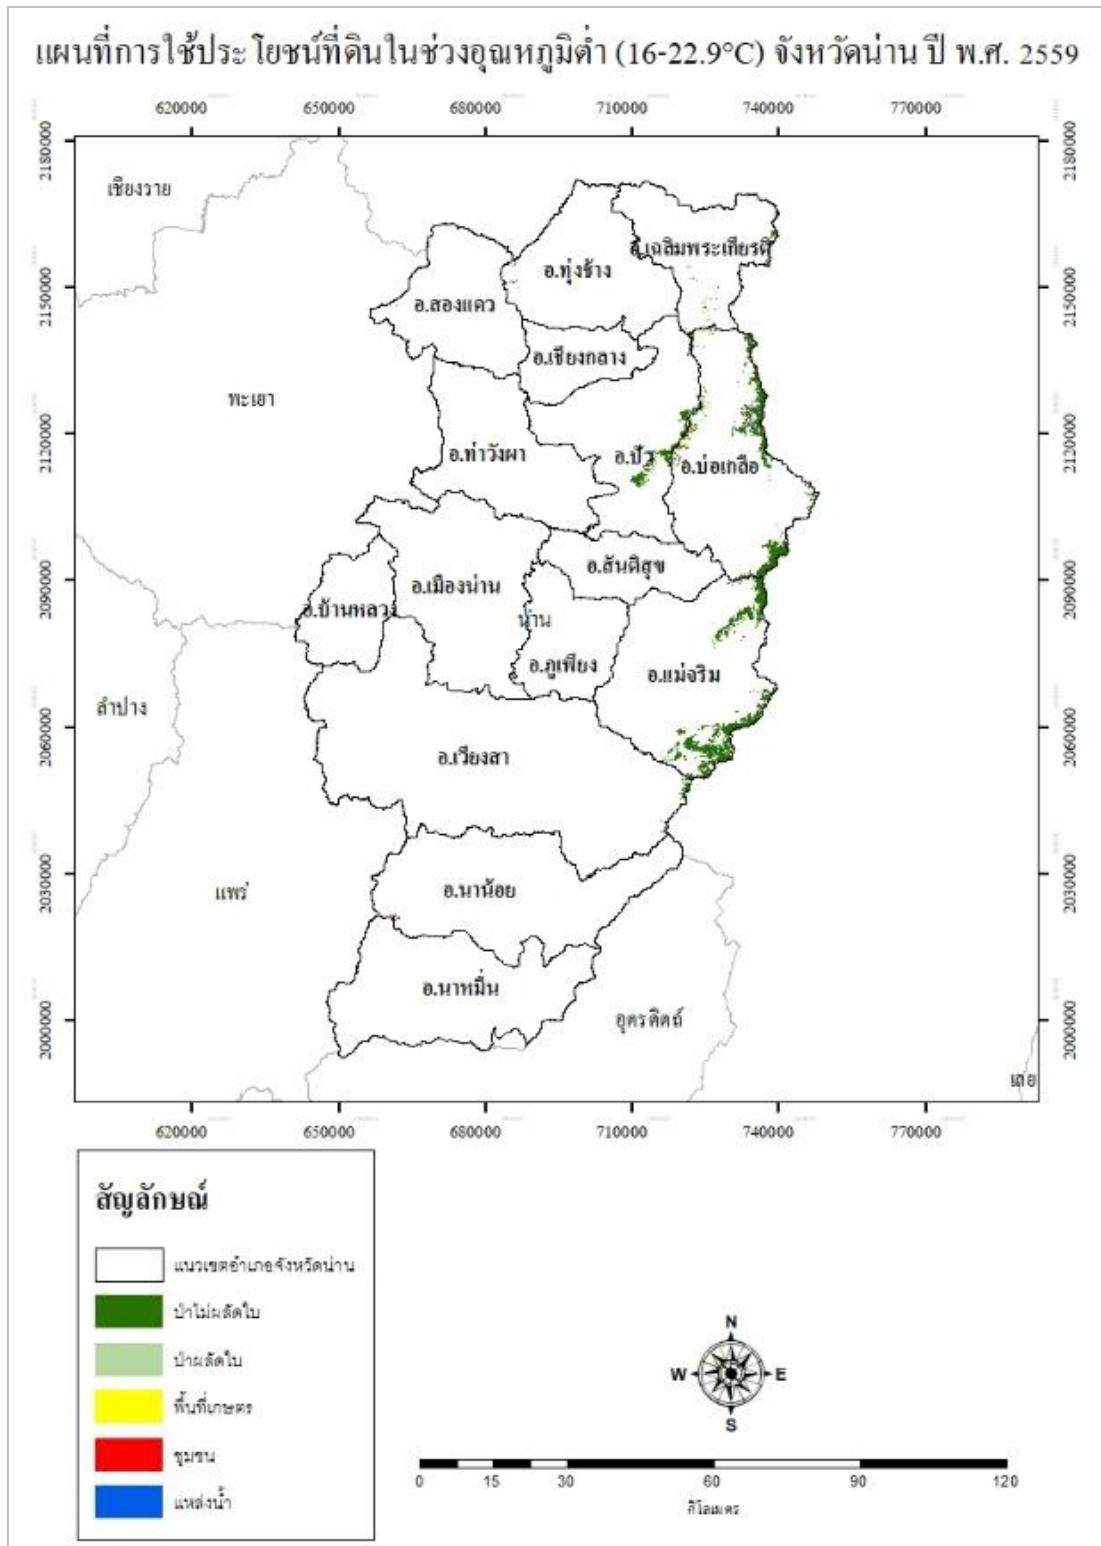 แผนที่การใช้ประโยชน์ที่ดินในช่วงอุณหภูมิต่ำ (16-22.9°C) จังหวัดน่าน ปี พ.ศ. 2559
620000 650000 680000 710000 740000 770000
2180000 2180000
เชียงราย
อ.เฉลิมพระเกียรติ
อ.ทุ่งช้าง
2150000 2150000
อ.สองแคว
อ.เชียงกลาง
พะเยา
2120000 2120000
อ.ท่าวังผา อ.ปัว อ.บ่อเกลือ
อ.สันติสุข
2090000 2090000
อ.เมืองน่าน
อ.บ้านหลวง
น่าน
อ.ภูเพียง อ.แม่จริม
ลำปาง
2060000 2060000
อ.เวียงสา
2030000 2030000
แพร่ อ.นาน้อย
อ.นาหมื่น
2000000 2000000
อุตรดิตถ์
เลย
620000 650000 680000 710000 740000 770000
สัญลักษณ์
แนวเขตอำเภอจังหวัดน่าน
ป่าไม่ผลัดใบ
ป่าผลัดใบ
พื้นที่เกษตร
ชุมชน
แหล่งน้ำ
N
W E
S
0 15 30 60 90 120
กิโลเมตร